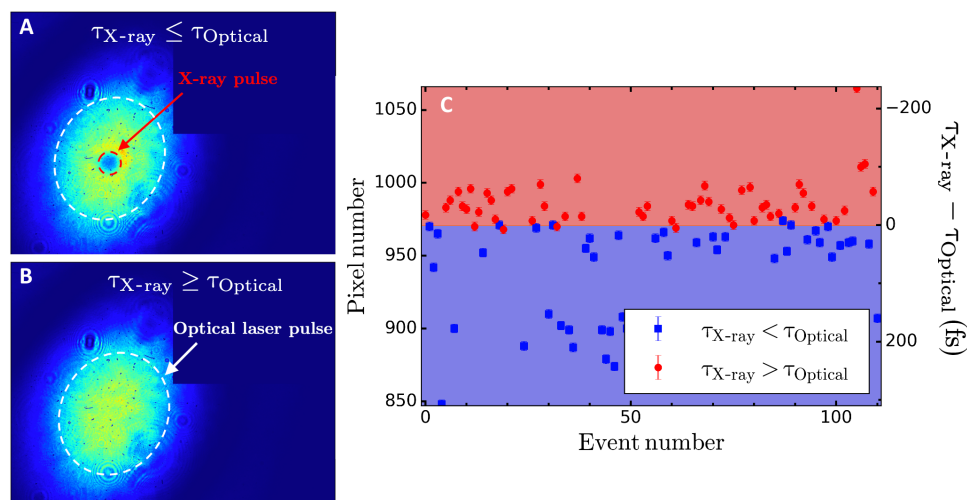 A
τX-ray ≤ τOptical
X-ray pulse
B
τX-ray ≥ τOptical
Optical laser pulse
C
1050
1000
950
900
850
Pixel number
0
50
100
Event number
-200
0
200
τX-ray − τOptical (fs)
τX-ray < τOptical
τX-ray > τOptical